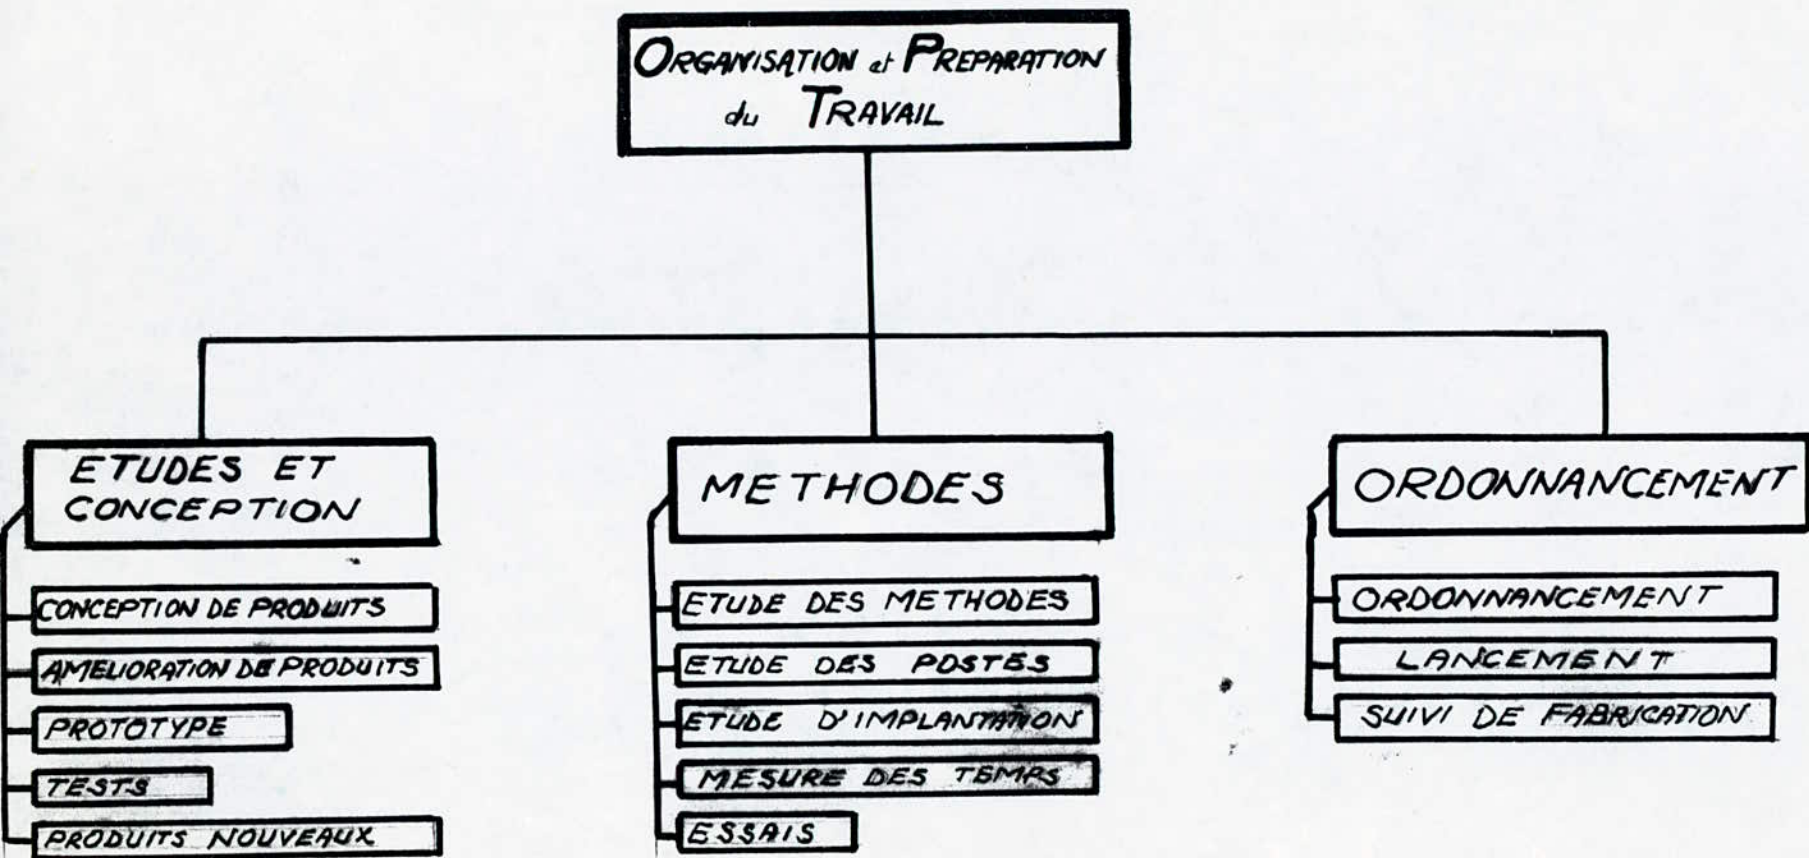 ORGANISATION et PREPARATION
du TRAVAIL
ETUDES ET
CONCEPTION
CONCEPTION DE PRODUITS
AMELIORATION DE PRODUITS
PROTOTYPE
TESTS
PRODUITS NOUVEAUX
METHODES
ETUDE DES METHODES
ETUDE DES POSTES
ETUDE D'IMPLANTATION
MESURE DES TEMPS
ESSAIS
ORDONNANCEMENT
ORDONNANCEMENT
LANCEMENT
SUIVI DE FABRICATION